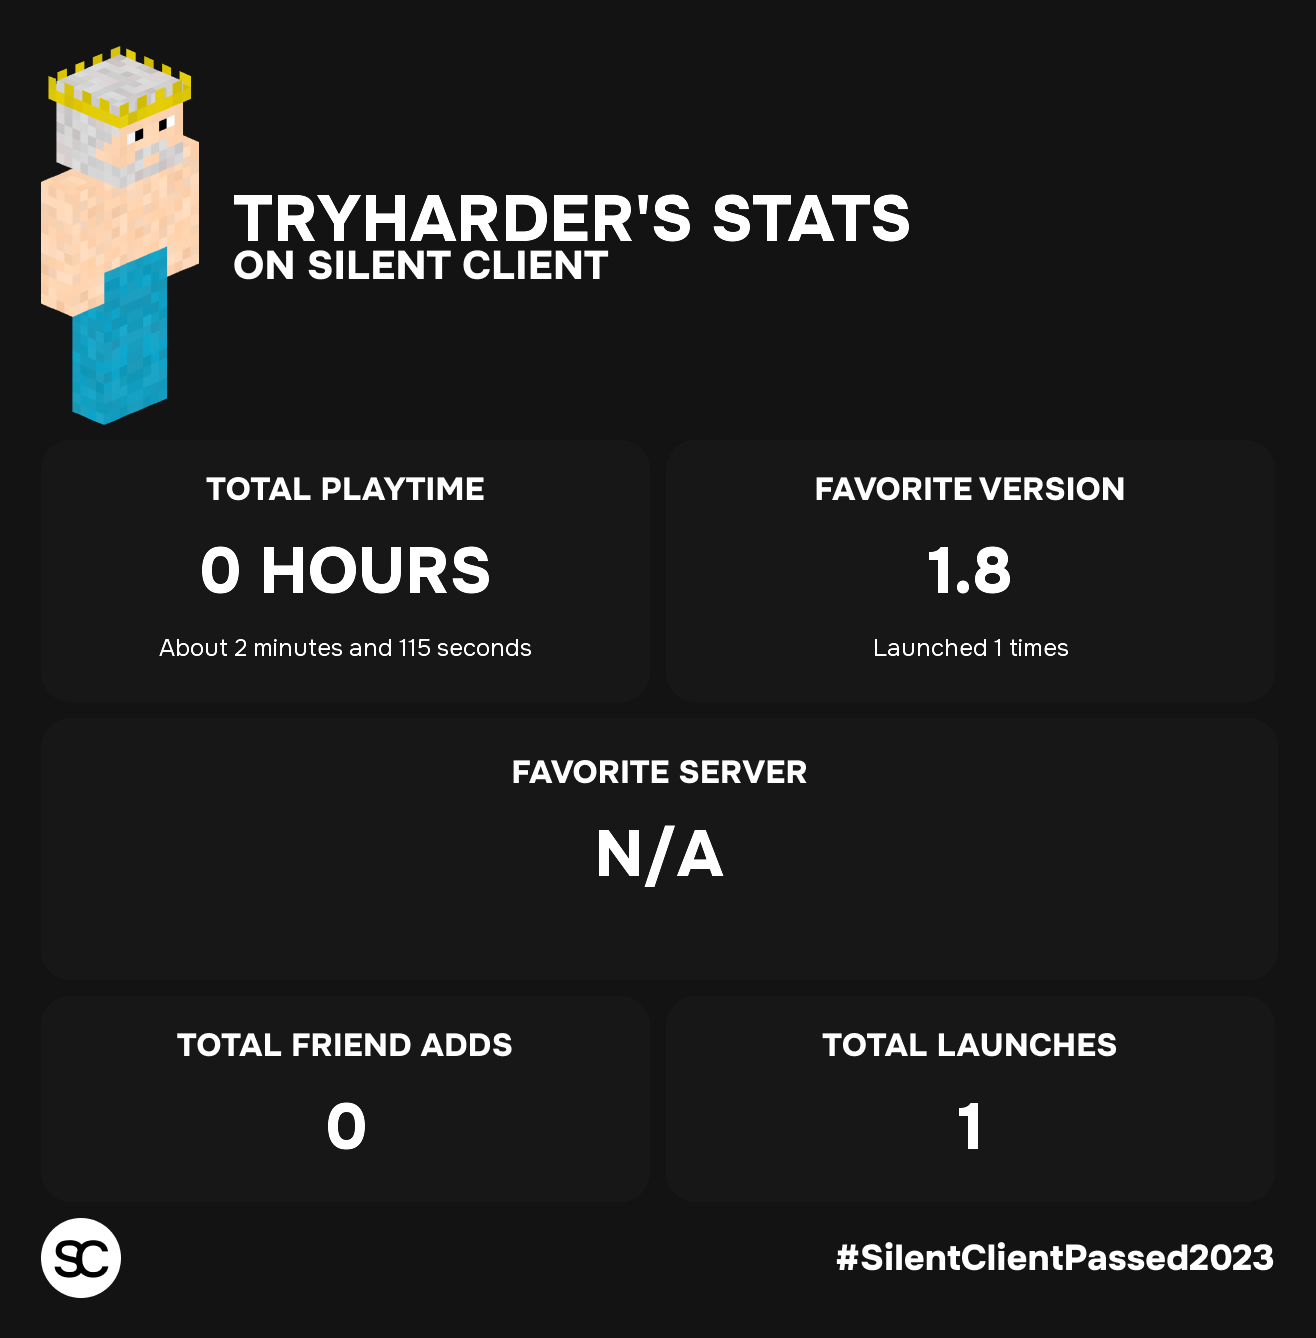 TRYHARDER'S STATS
ON SILENT CLIENT
TOTAL PLAYTIME
0 HOURS
About 2 minutes and 115 seconds
FAVORITE VERSION
1.8
Launched 1 times
FAVORITE SERVER
N/A
TOTAL FRIEND ADDS
0
TOTAL LAUNCHES
1
SC
#SilentClientPassed2023